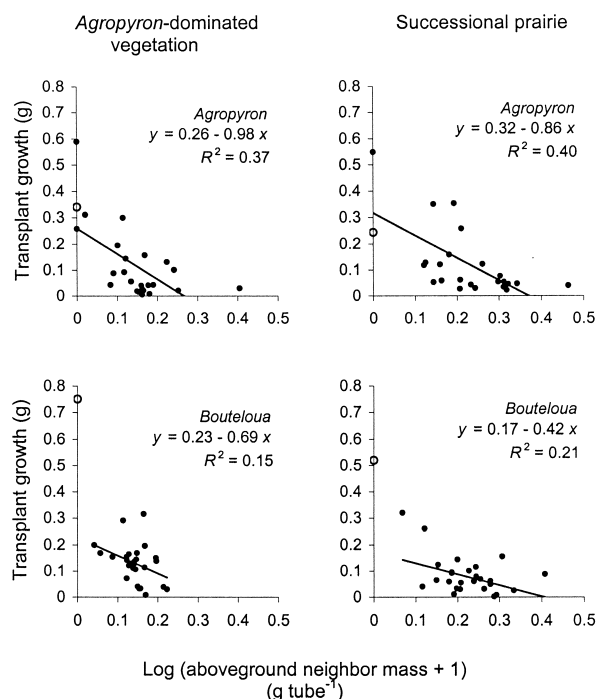 Agropyron-dominated
vegetation
Successional prairie
Transplant growth (g)
0.8
0.7
0.6
0.5
0.4
0.3
0.2
0.1
0
Agropyron
y = 0.26 - 0.98 x
R² = 0.37
0 0.1 0.2 0.3 0.4 0.5
0.8
0.7
0.6
0.5
0.4
0.3
0.2
0.1
0
Agropyron
y = 0.32 - 0.86 x
R² = 0.40
0 0.1 0.2 0.3 0.4 0.5
Transplant growth (g)
0.8
0.7
0.6
0.5
0.4
0.3
0.2
0.1
0
Bouteloua
y = 0.23 - 0.69 x
R² = 0.15
0 0.1 0.2 0.3 0.4 0.5
0.8
0.7
0.6
0.5
0.4
0.3
0.2
0.1
0
Bouteloua
y = 0.17 - 0.42 x
R² = 0.21
0 0.1 0.2 0.3 0.4 0.5
Log (aboveground neighbor mass + 1)
(g tube⁻¹)